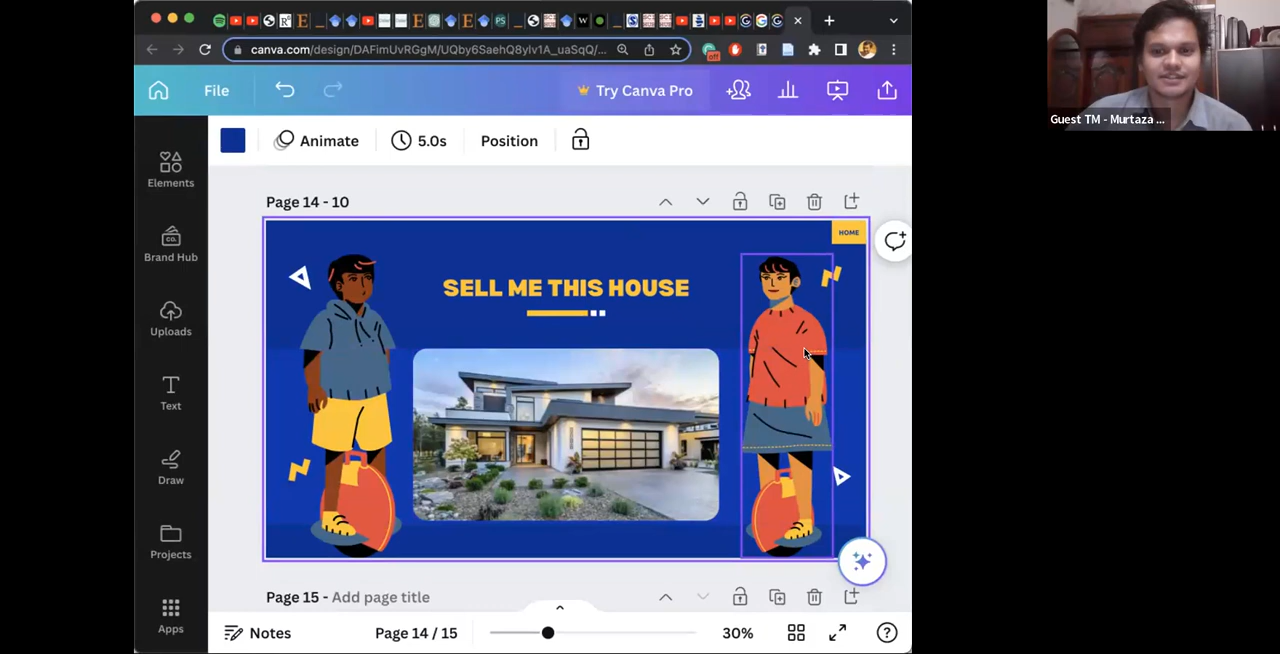 canva.com/design/DAFimUvRGgM/UQby6SaehQ8yIv1A_uaSqQ/...
off
File
Try Canva Pro
Animate
5.0s
Position
Elements
CO.
Brand Hub
Uploads
Text
Draw
Projects
Apps
Page 14 - 10
HOME
SELL ME THIS HOUSE
Page 15 - Add page title
Notes
Page 14 / 15
30%
Guest TM - Murtaza ...